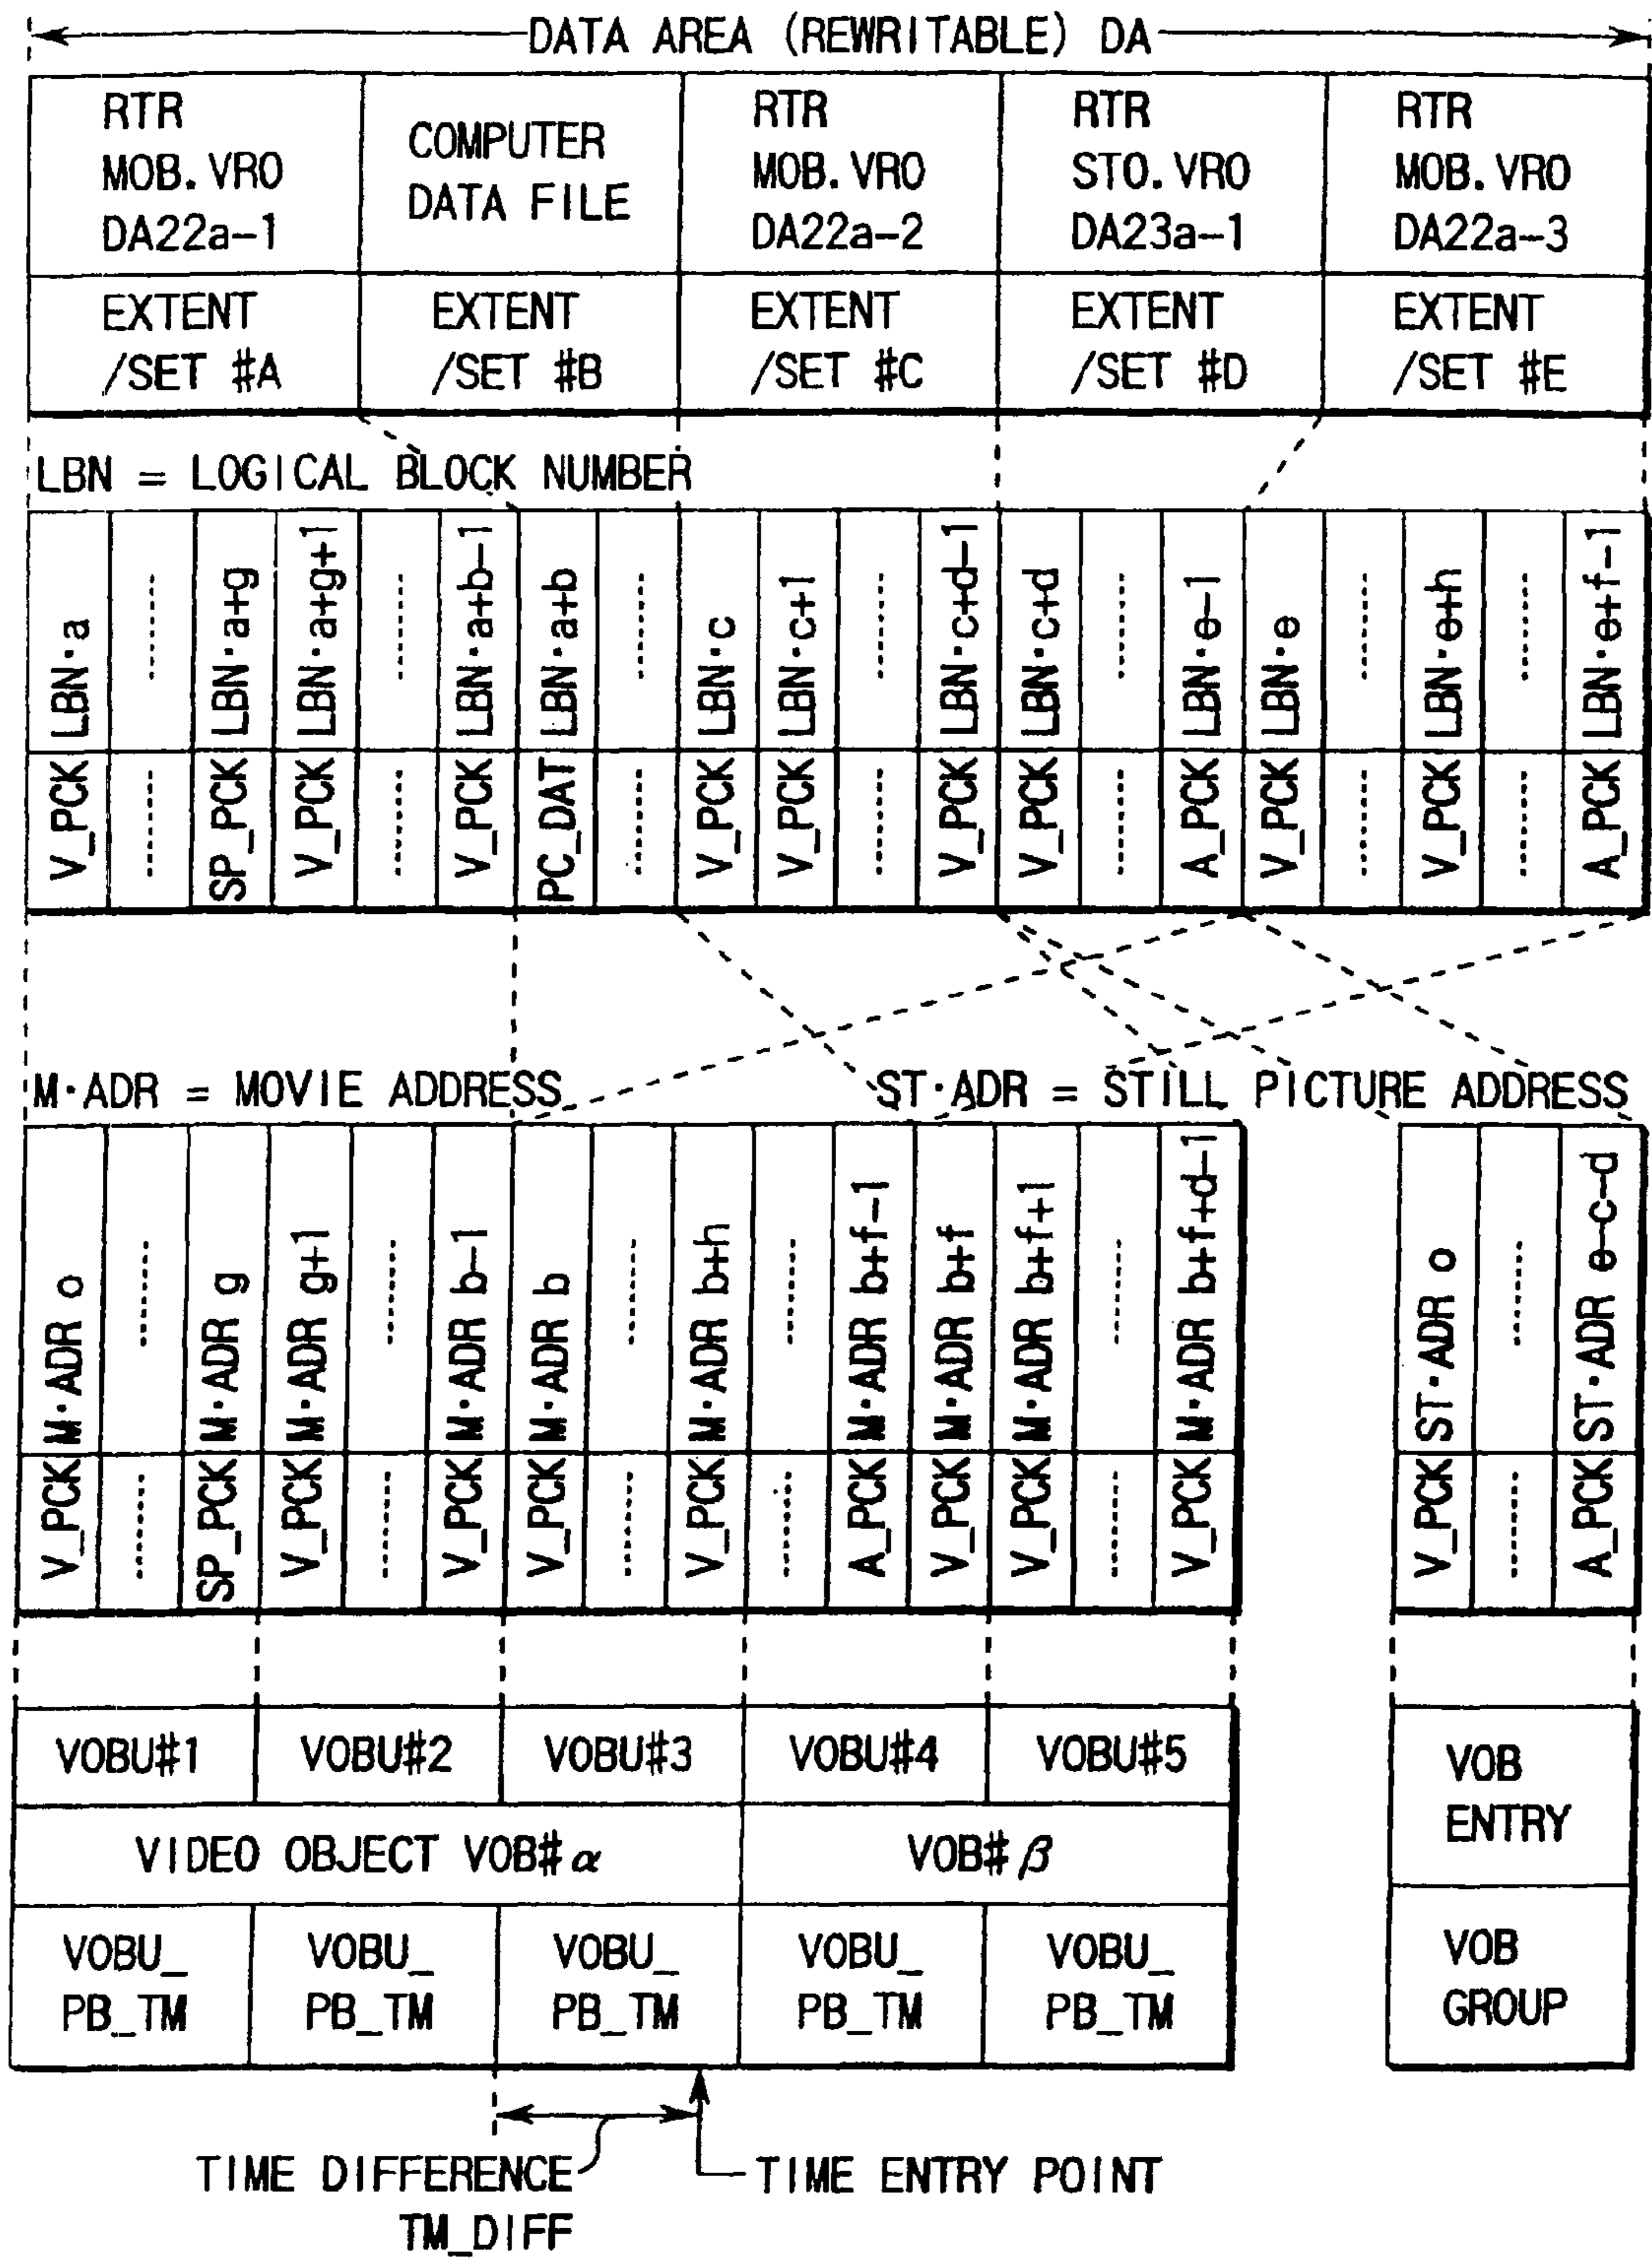 DATA AREA (REWRITABLE) DA
RTR
MOB.VRO
DA22a-1
COMPUTER
DATA FILE
RTR
MOB.VRO
DA22a-2
RTR
STO.VRO
DA23a-1
RTR
MOB.VRO
DA22a-3
EXTENT
/SET #A
EXTENT
/SET #B
EXTENT
/SET #C
EXTENT
/SET #D
EXTENT
/SET #E
LBN = LOGICAL BLOCK NUMBER
LBN·a
LBN·a+g
LBN·a+g+1
LBN·a+b-1
LBN·a+b
LBN·c
LBN·c+1
LBN·c+d-1
LBN·c+d
LBN·e-1
LBN·e
LBN·e+h
LBN·e+f-1
V_PCK
SP_PCK
V_PCK
V_PCK
PC_DAT
V_PCK
V_PCK
V_PCK
V_PCK
A_PCK
V_PCK
V_PCK
A_PCK
M·ADR = MOVIE ADDRESS
ST·ADR = STILL PICTURE ADDRESS
M·ADR o
M·ADR g
M·ADR g+1
M·ADR b-1
M·ADR b
M·ADR b+h
M·ADR b+f-1
M·ADR b+f
M·ADR b+f+1
M·ADR b+f+d-1
ST·ADR o
ST·ADR e-c-d
V_PCK
SP_PCK
V_PCK
V_PCK
V_PCK
V_PCK
A_PCK
V_PCK
V_PCK
V_PCK
V_PCK
A_PCK
VOBU#1
VOBU#2
VOBU#3
VOBU#4
VOBU#5
VOB
ENTRY
VIDEO OBJECT VOB#α
VOB#β
VOBU_
PB_TM
VOBU_
PB_TM
VOBU_
PB_TM
VOBU_
PB_TM
VOBU_
PB_TM
VOB
GROUP
TIME DIFFERENCE
TM_DIFF
TIME ENTRY POINT